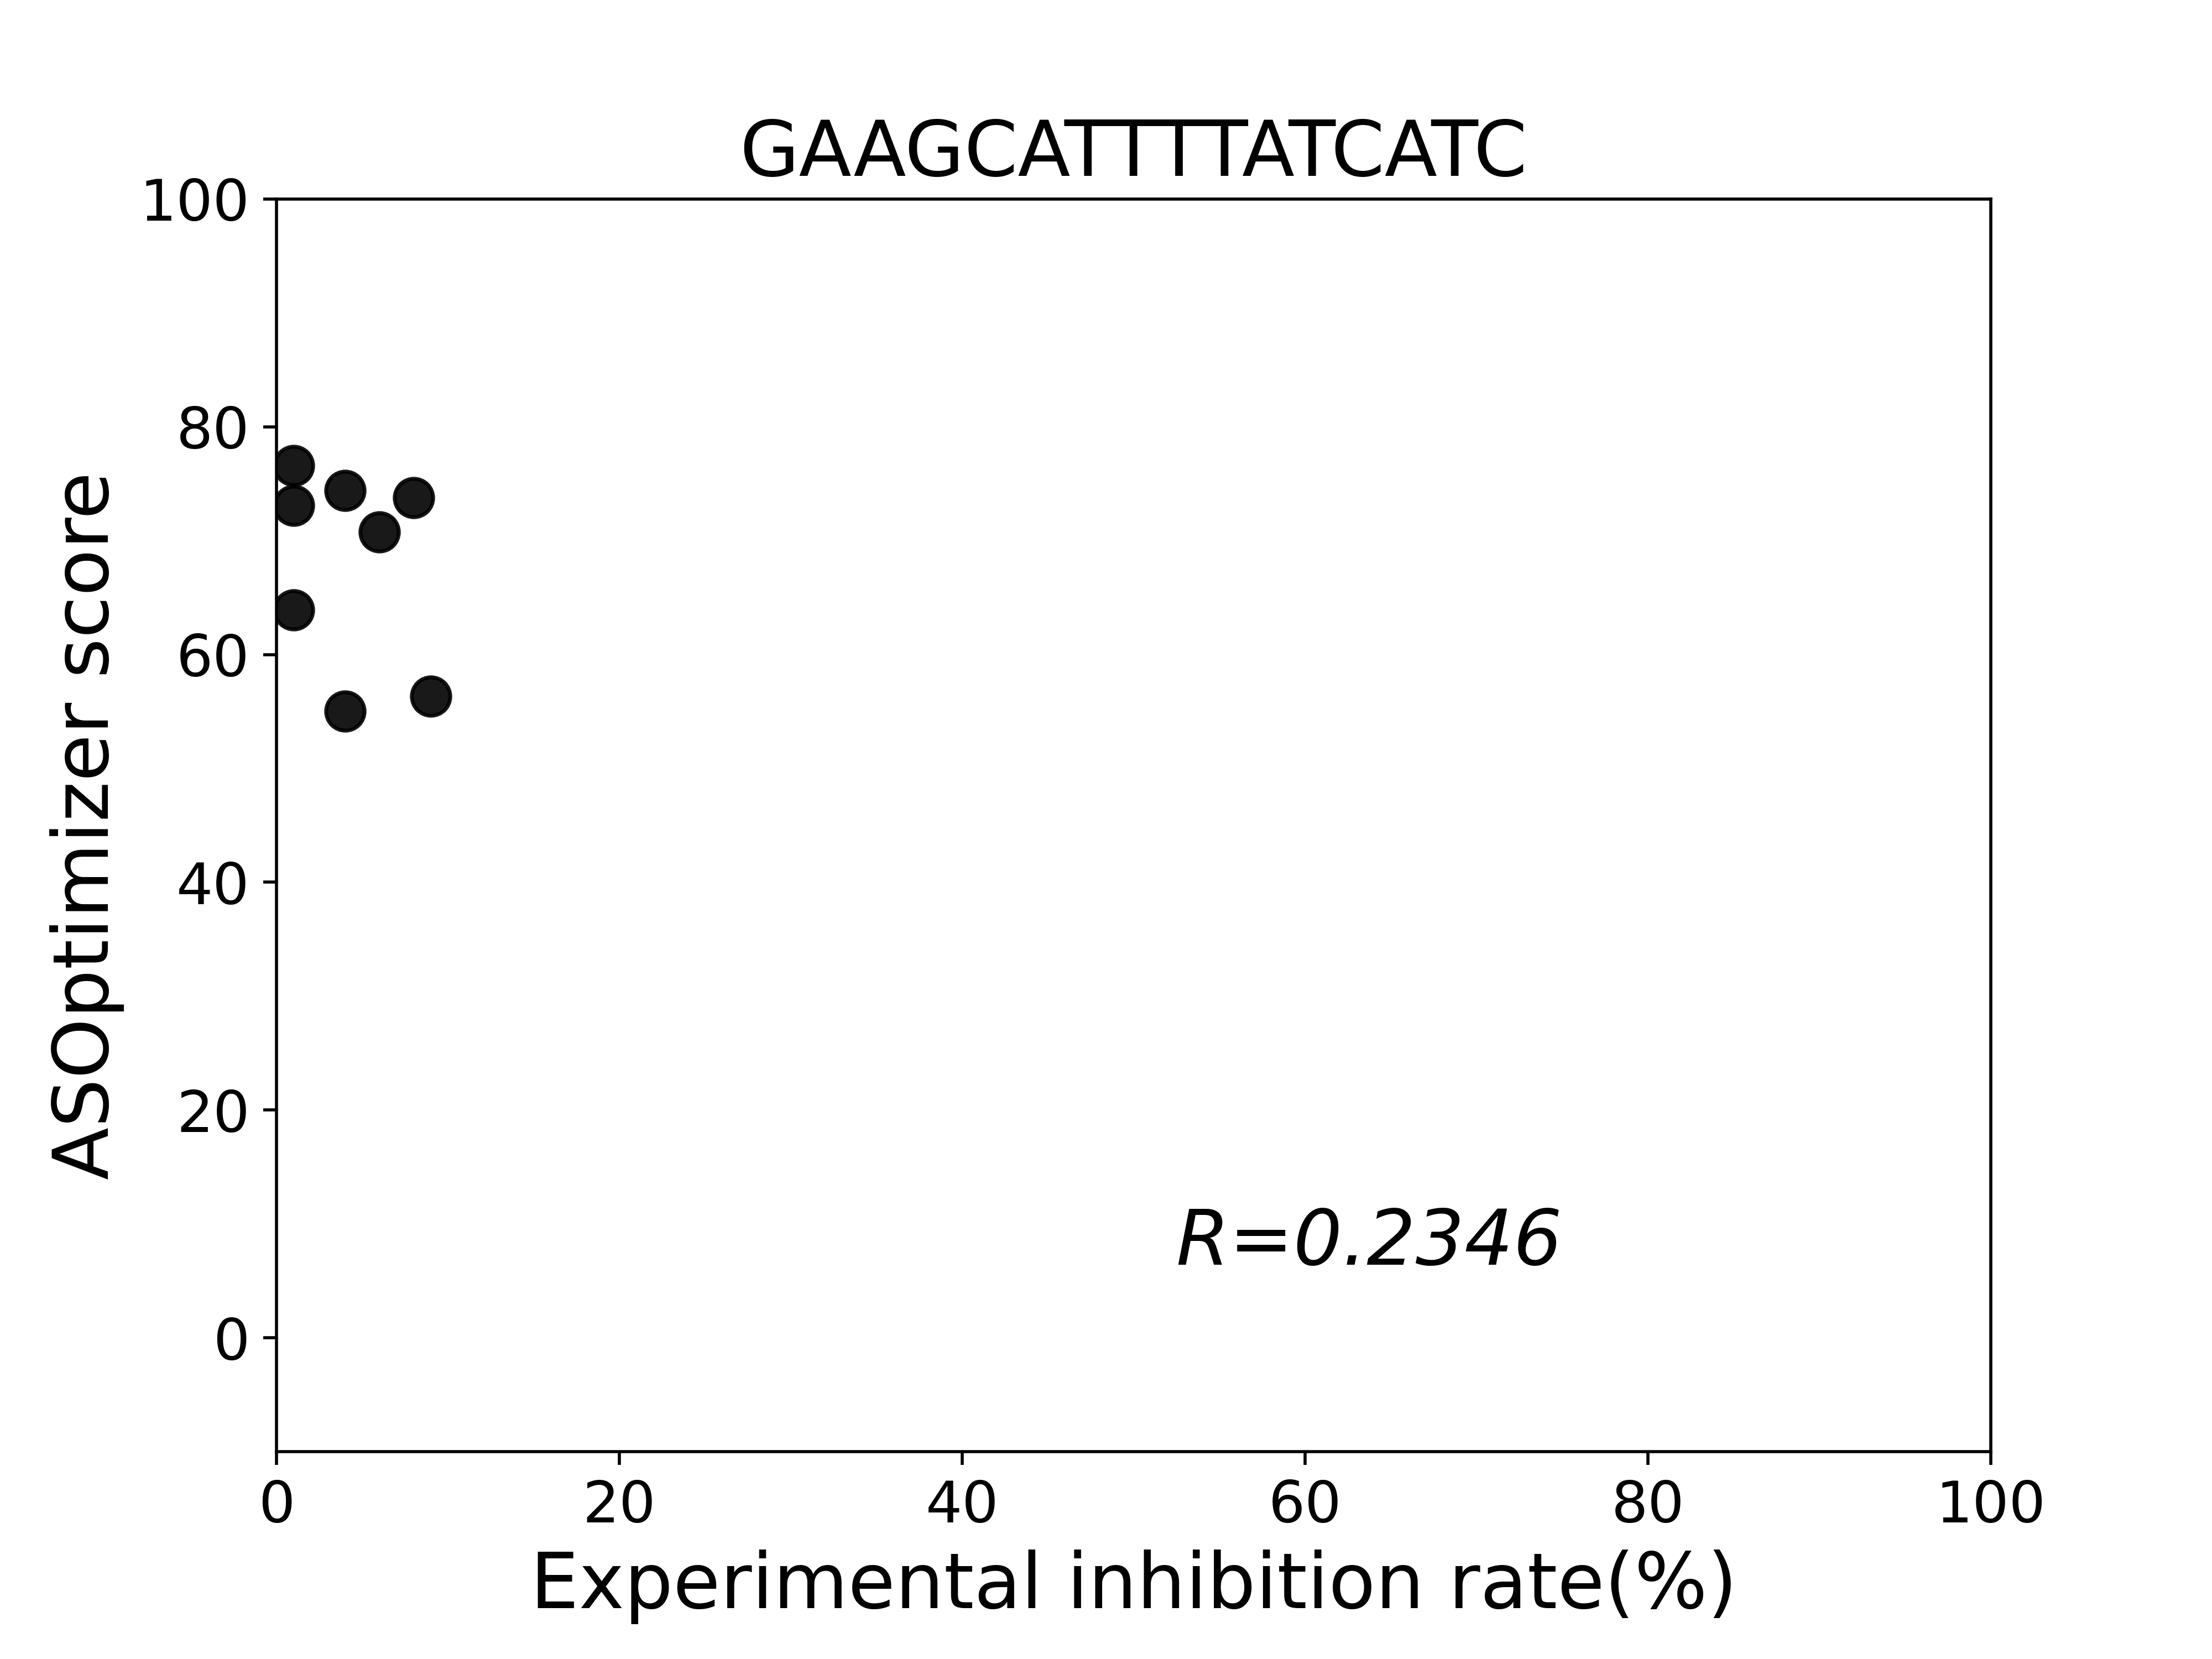 GAAGCATTTTATCATC
100
80
60
40
20
0
ASOptimizer score
R=0.2346
0 20 40 60 80 100
Experimental inhibition rate(%)